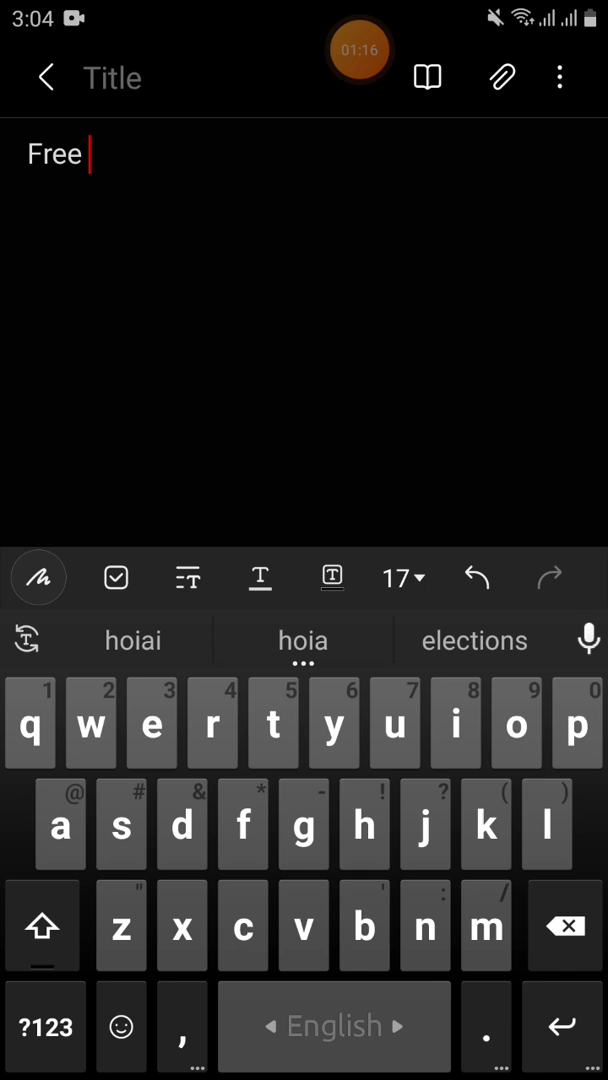 3:04
01:16
Title
Free
17
hoiai hoia elections
1 2 3 4 5 6 7 8 9 0
q w e r t y u i o p
@ # & * - ! ? ( )
a s d f g h j k l
" ' : /
z x c v b n m
?123 , English .